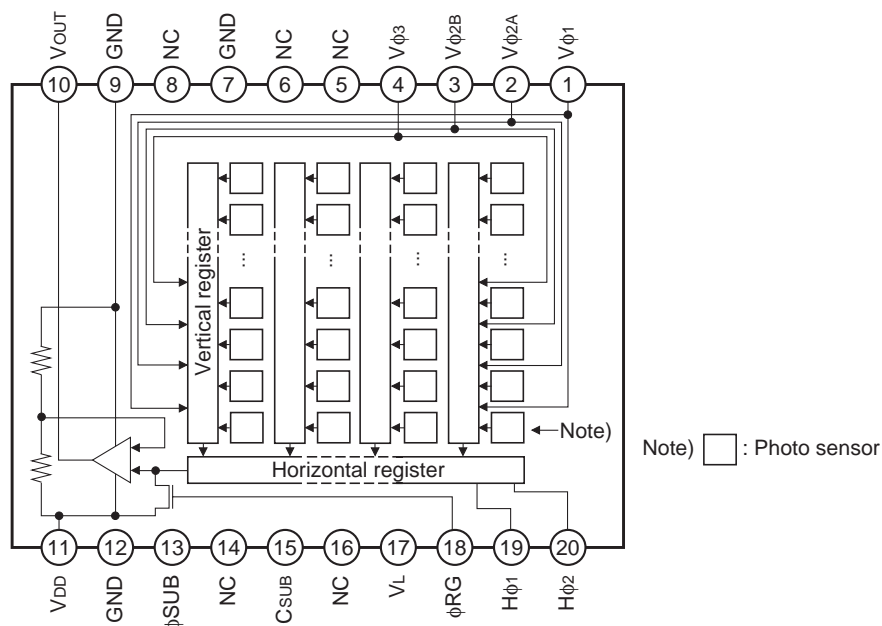 VOUT GND NC GND NC NC Vϕ3 Vϕ2B Vϕ2A Vϕ1
10 9 8 7 6 5 4 3 2 1
Vertical register
Note)
Note) : Photo sensor
Horizontal register
11 12 13 14 15 16 17 18 19 20
VDD GND ϕSUB NC CSUB NC VL ϕRG Hϕ1 Hϕ2